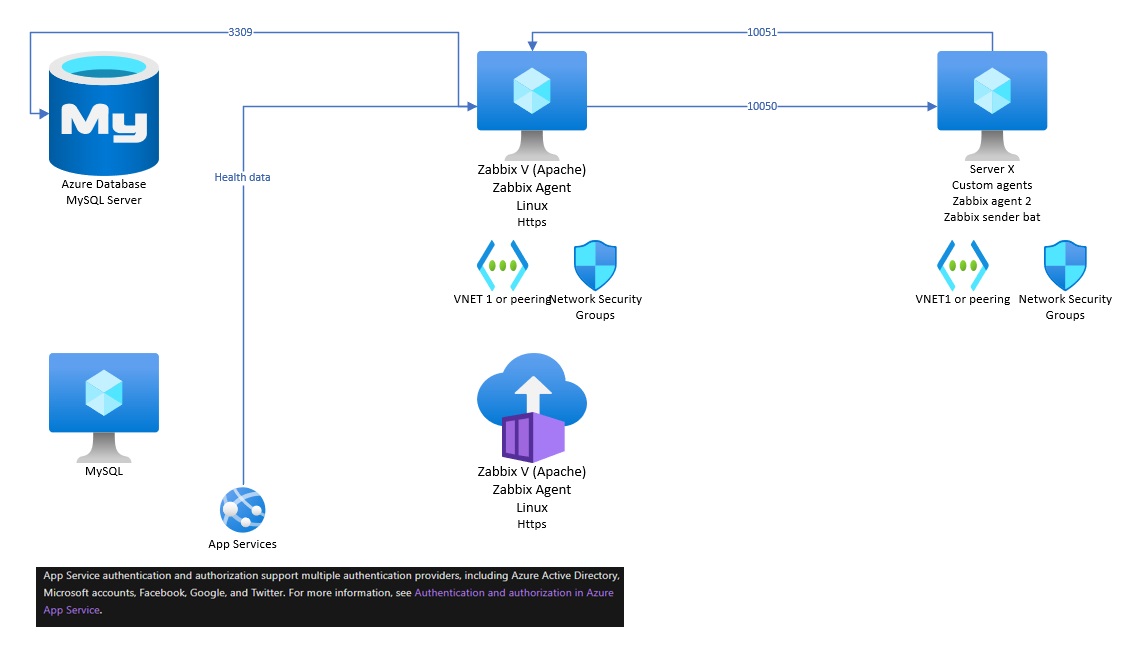 3309
10051
My
10050
Azure Database
MySQL Server
Health data
Zabbix V (Apache)
Zabbix Agent
Linux
Https
Server X
Custom agents
Zabbix agent 2
Zabbix sender bat
VNET 1 or peering
Network Security
Groups
VNET1 or peering
Network Security
Groups
MySQL
Zabbix V (Apache)
Zabbix Agent
Linux
Https
App Services
App Service authentication and authorization support multiple authentication providers, including Azure Active Directory,
Microsoft accounts, Facebook, Google, and Twitter. For more information, see Authentication and authorization in Azure
App Service.